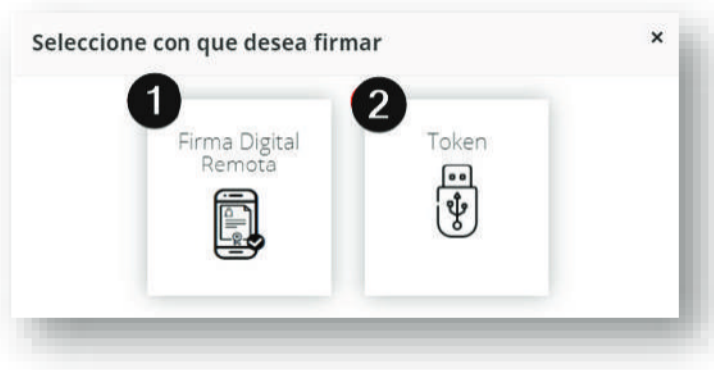 Seleccione con que desea firmar ×
1
Firma Digital
Remota
2
Token